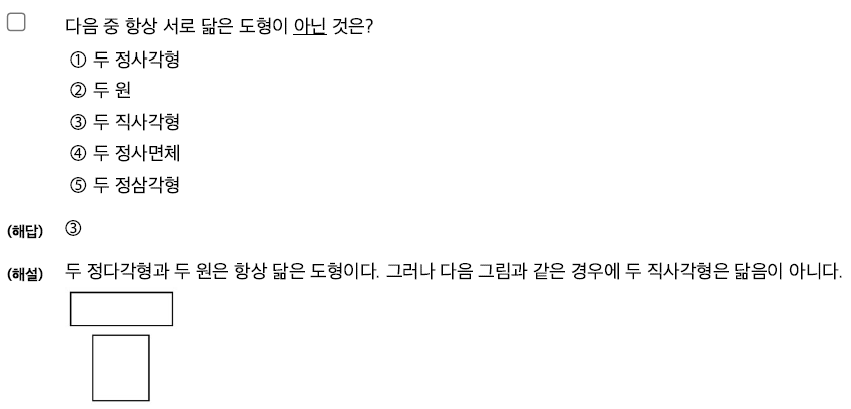 다음 중 항상 서로 닮은 도형이 아닌 것은?
① 두 정사각형
② 두 원
③ 두 직사각형
④ 두 정사면체
⑤ 두 정삼각형
(해답) ③
(해설) 두 정다각형과 두 원은 항상 닮은 도형이다. 그러나 다음 그림과 같은 경우에 두 직사각형은 닮음이 아니다.